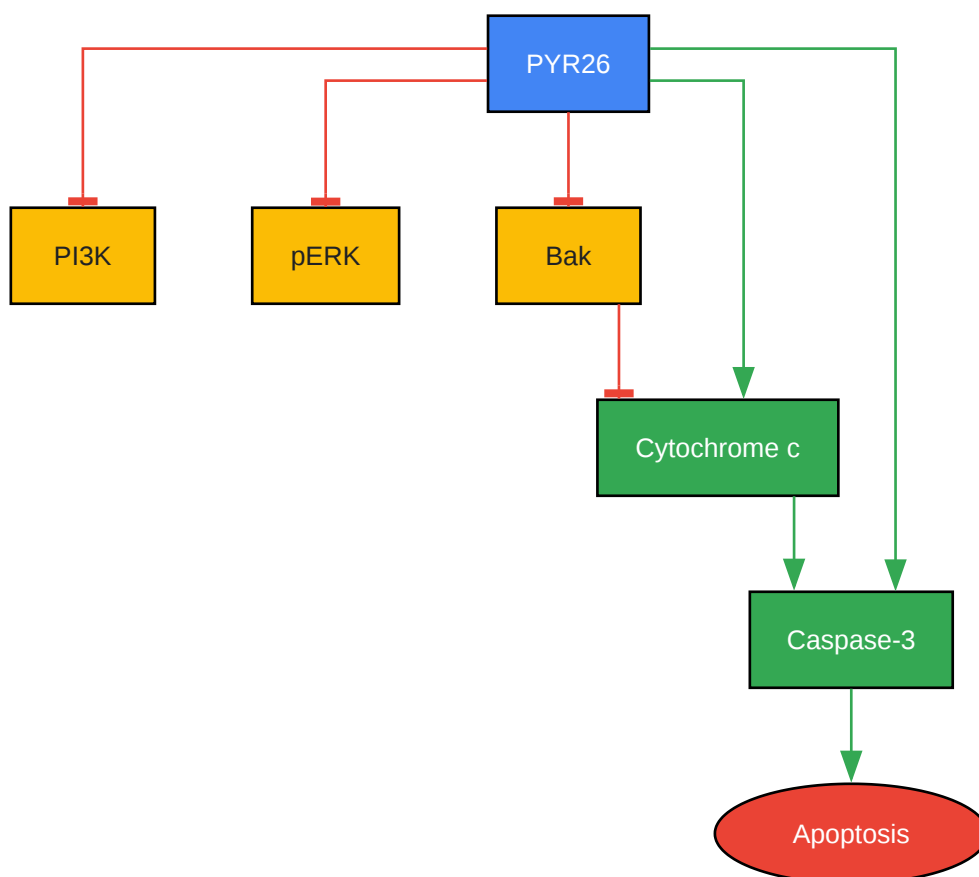 PYR26
PI3K
pERK
Bak
Cytochrome c
Caspase-3
Apoptosis